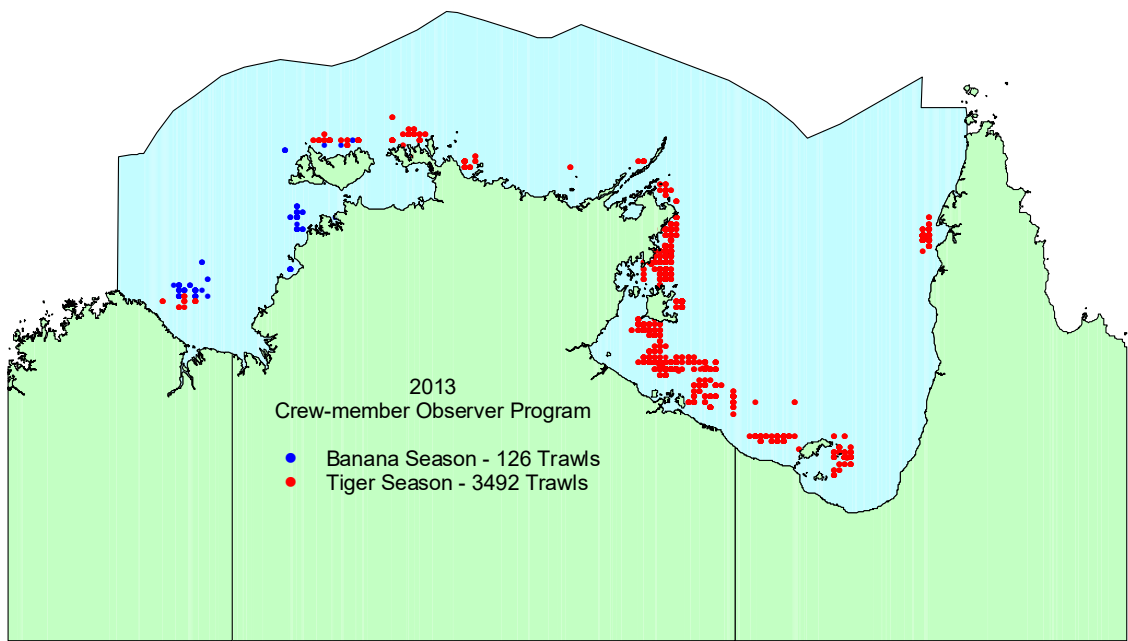 2013
Crew-member Observer Program
Banana Season - 126 Trawls
Tiger Season - 3492 Trawls